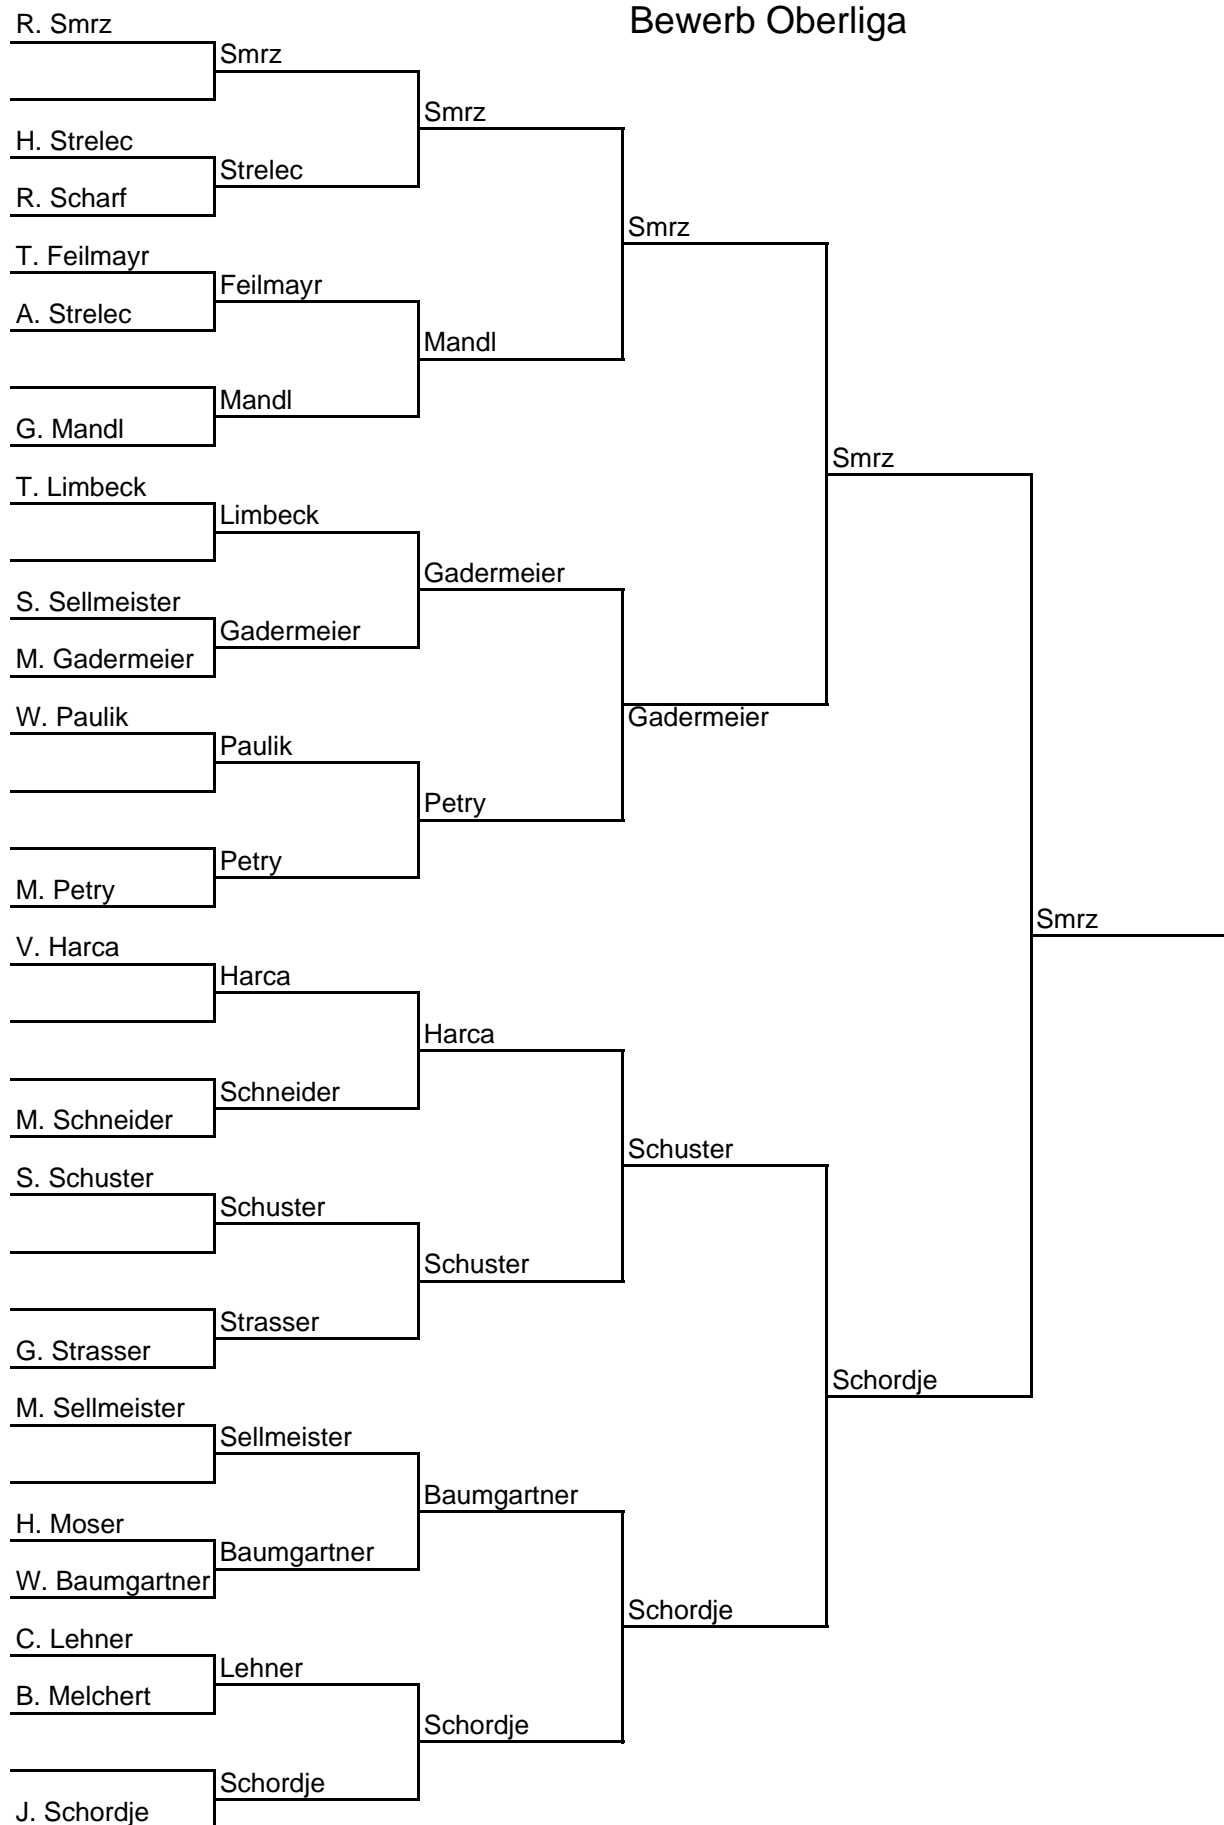 Bewerb Oberliga
R. Smrz
Smrz
Smrz
H. Strelec
Strelec
R. Scharf
Smrz
T. Feilmayr
Feilmayr
A. Strelec
Mandl
Mandl
G. Mandl
Smrz
T. Limbeck
Limbeck
Gadermeier
S. Sellmeister
Gadermeier
M. Gadermeier
W. Paulik
Gadermeier
Paulik
Petry
Petry
M. Petry
Smrz
V. Harca
Harca
Harca
Schneider
M. Schneider
Schuster
S. Schuster
Schuster
Schuster
Strasser
G. Strasser
Schordje
M. Sellmeister
Sellmeister
Baumgartner
H. Moser
Baumgartner
W. Baumgartner
Schordje
C. Lehner
Lehner
B. Melchert
Schordje
Schordje
J. Schordje